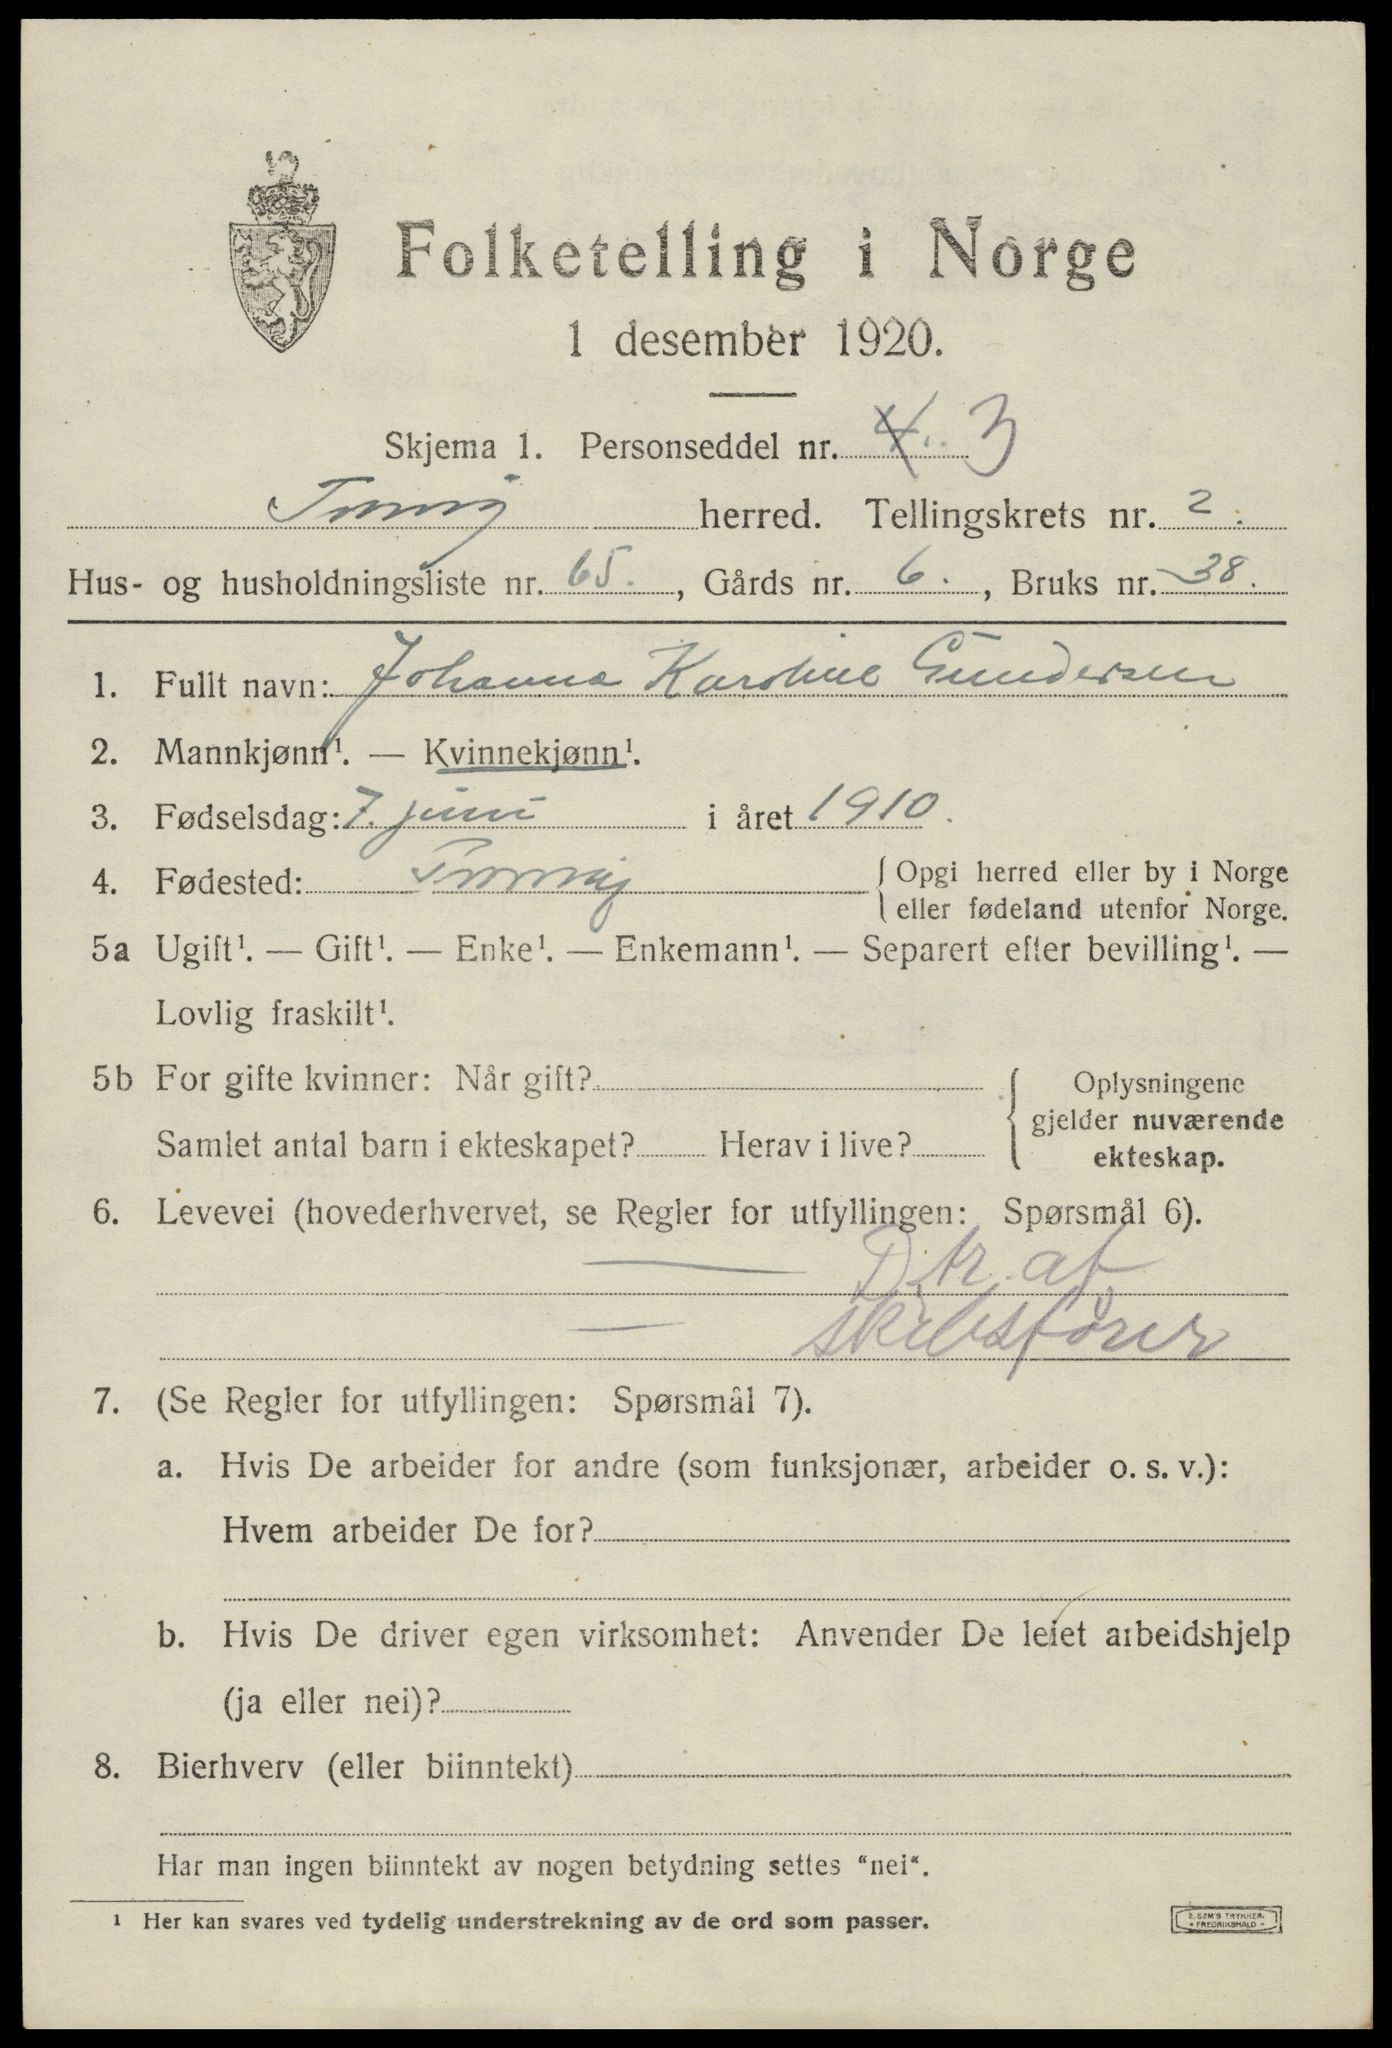 Folketelling i Norge
1 desember 1920.
Skjema 1. Personseddel nr. 4. 3
Tromøy herred. Tellingskrets nr. 2.
Hus- og husholdningsliste nr. 65., Gårds nr. 6., Bruks nr. 38.
1. Fullt navn: Johanna Karoline Gundersen
2. Mannkjønn¹. — Kvinnekjønn¹.
3. Fødselsdag: 7. juni i året 1910.
4. Fødested: Tromøy { Opgi herred eller by i Norge
eller fødeland utenfor Norge.
5a Ugift¹. — Gift¹. — Enke¹. — Enkemann¹. — Separert efter bevilling¹. —
Lovlig fraskilt¹.
5b For gifte kvinner: Når gift? { Oplysningene
gjelder nuværende
Samlet antal barn i ekteskapet? Herav i live? ekteskap.
6. Levevei (hovederhvervet, se Regler for utfyllingen: Spørsmål 6).
— Dtr. af
— skibsfører
7. (Se Regler for utfyllingen: Spørsmål 7).
a. Hvis De arbeider for andre (som funksjonær, arbeider o. s. v.):
Hvem arbeider De for?
b. Hvis De driver egen virksomhet: Anvender De leiet arbeidshjelp
(ja eller nei)?
8. Bierhverv (eller biinntekt)
Har man ingen biinntekt av nogen betydning settes “nei“.
¹ Her kan svares ved tydelig understrekning av de ord som passer.
E. SEM'S TRYKKERI
FREDRIKSHALD